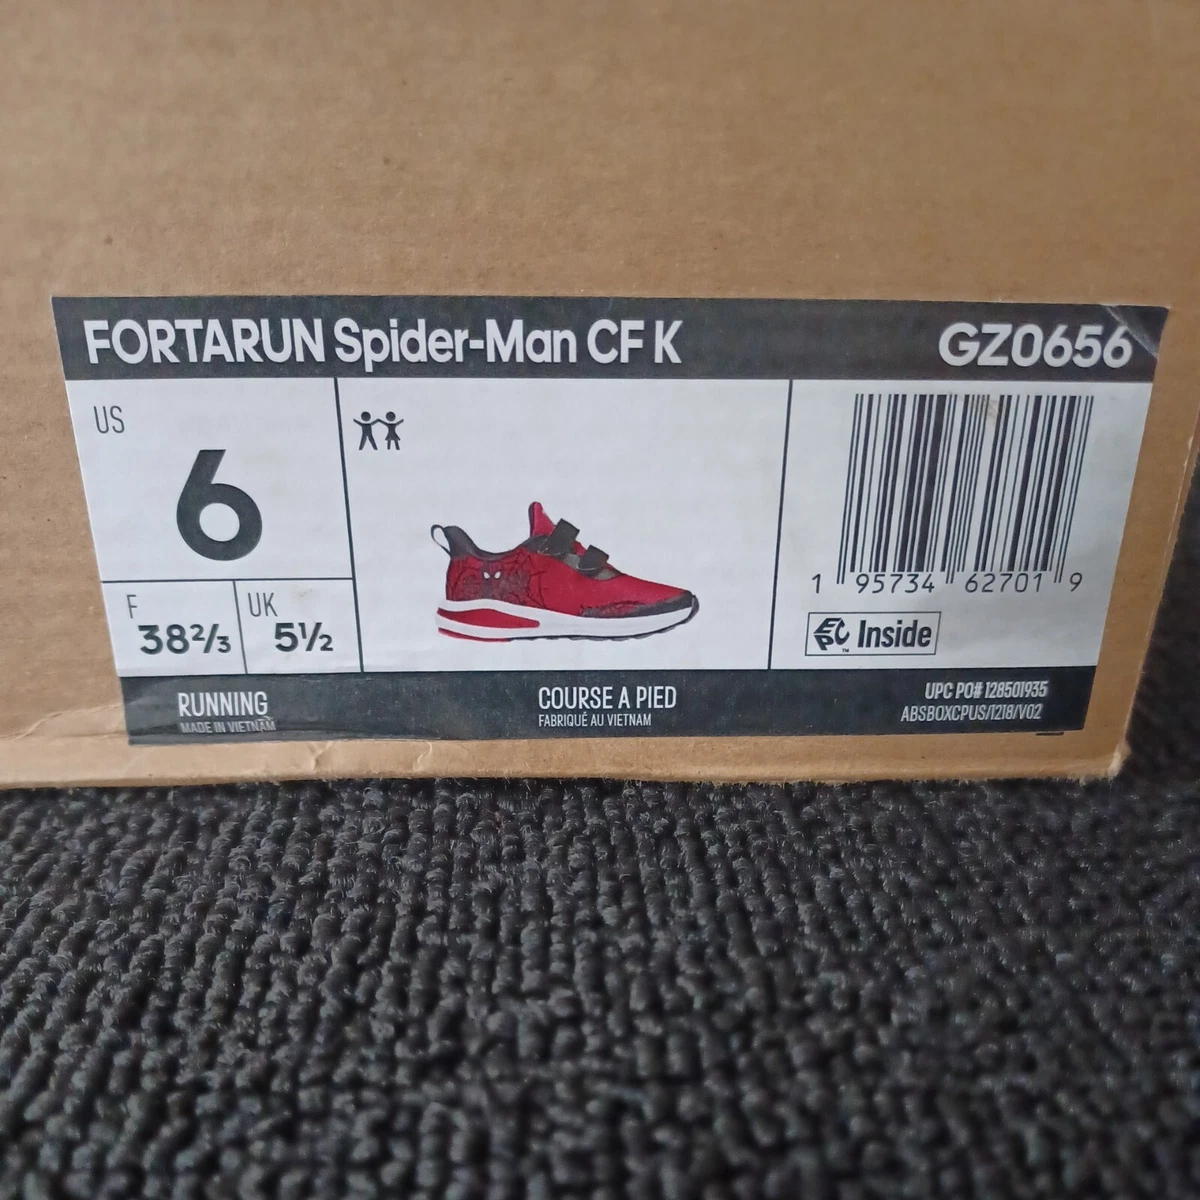 FORTARUN Spider-Man CF K
GZ0656
US
6
F
38⅔
UK
5½
1 95734 62701 9
EPC™ Inside
RUNNING
MADE IN VIETNAM
COURSE A PIED
FABRIQUÉ AU VIETNAM
UPC PO# 128501935
ABSBOXCPUS/1218/V02